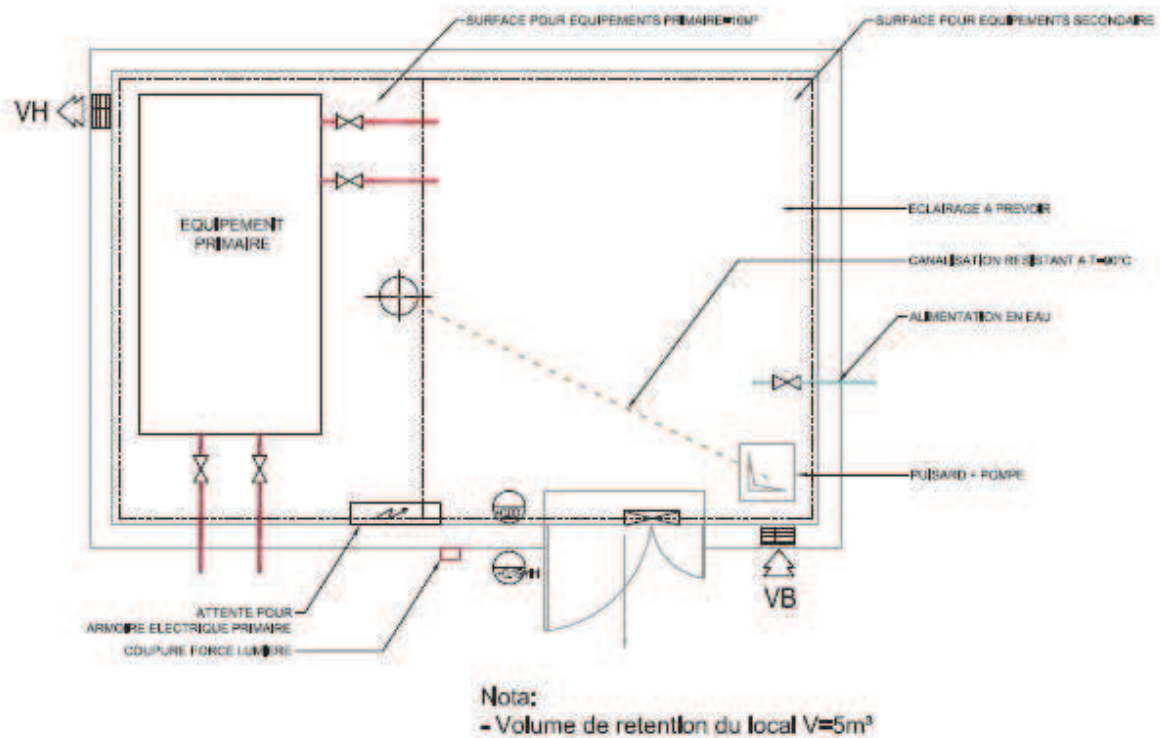 SURFACE POUR EQUIPEMENTS PRIMAIRE=16M²
SURFACE POUR EQUIPEMENTS SECONDAIRE
VH
EQUIPEMENT
PRIMAIRE
ECLAIRAGE A PREVOIR
CANALISATION RESISTANT A T=90°C
ALIMENTATION EN EAU
PUISARD + POMPE
VB
ATTENTE POUR
ARMOIRE ELECTRIQUE PRIMAIRE
COUPURE FORCE LUMIERE
Nota:
- Volume de retention du local V=5m³